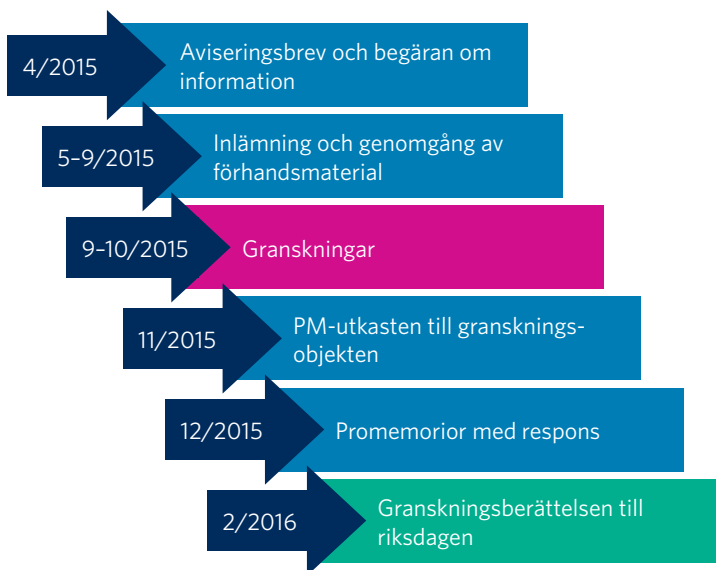 4/2015
Aviseringsbrev och begäran om
information
5–9/2015
Inlämning och genomgång av
förhandsmaterial
9–10/2015
Granskningar
11/2015
PM-utkasten till gransknings-
objekten
12/2015
Promemorior med respons
2/2016
Granskningsberättelsen till
riksdagen